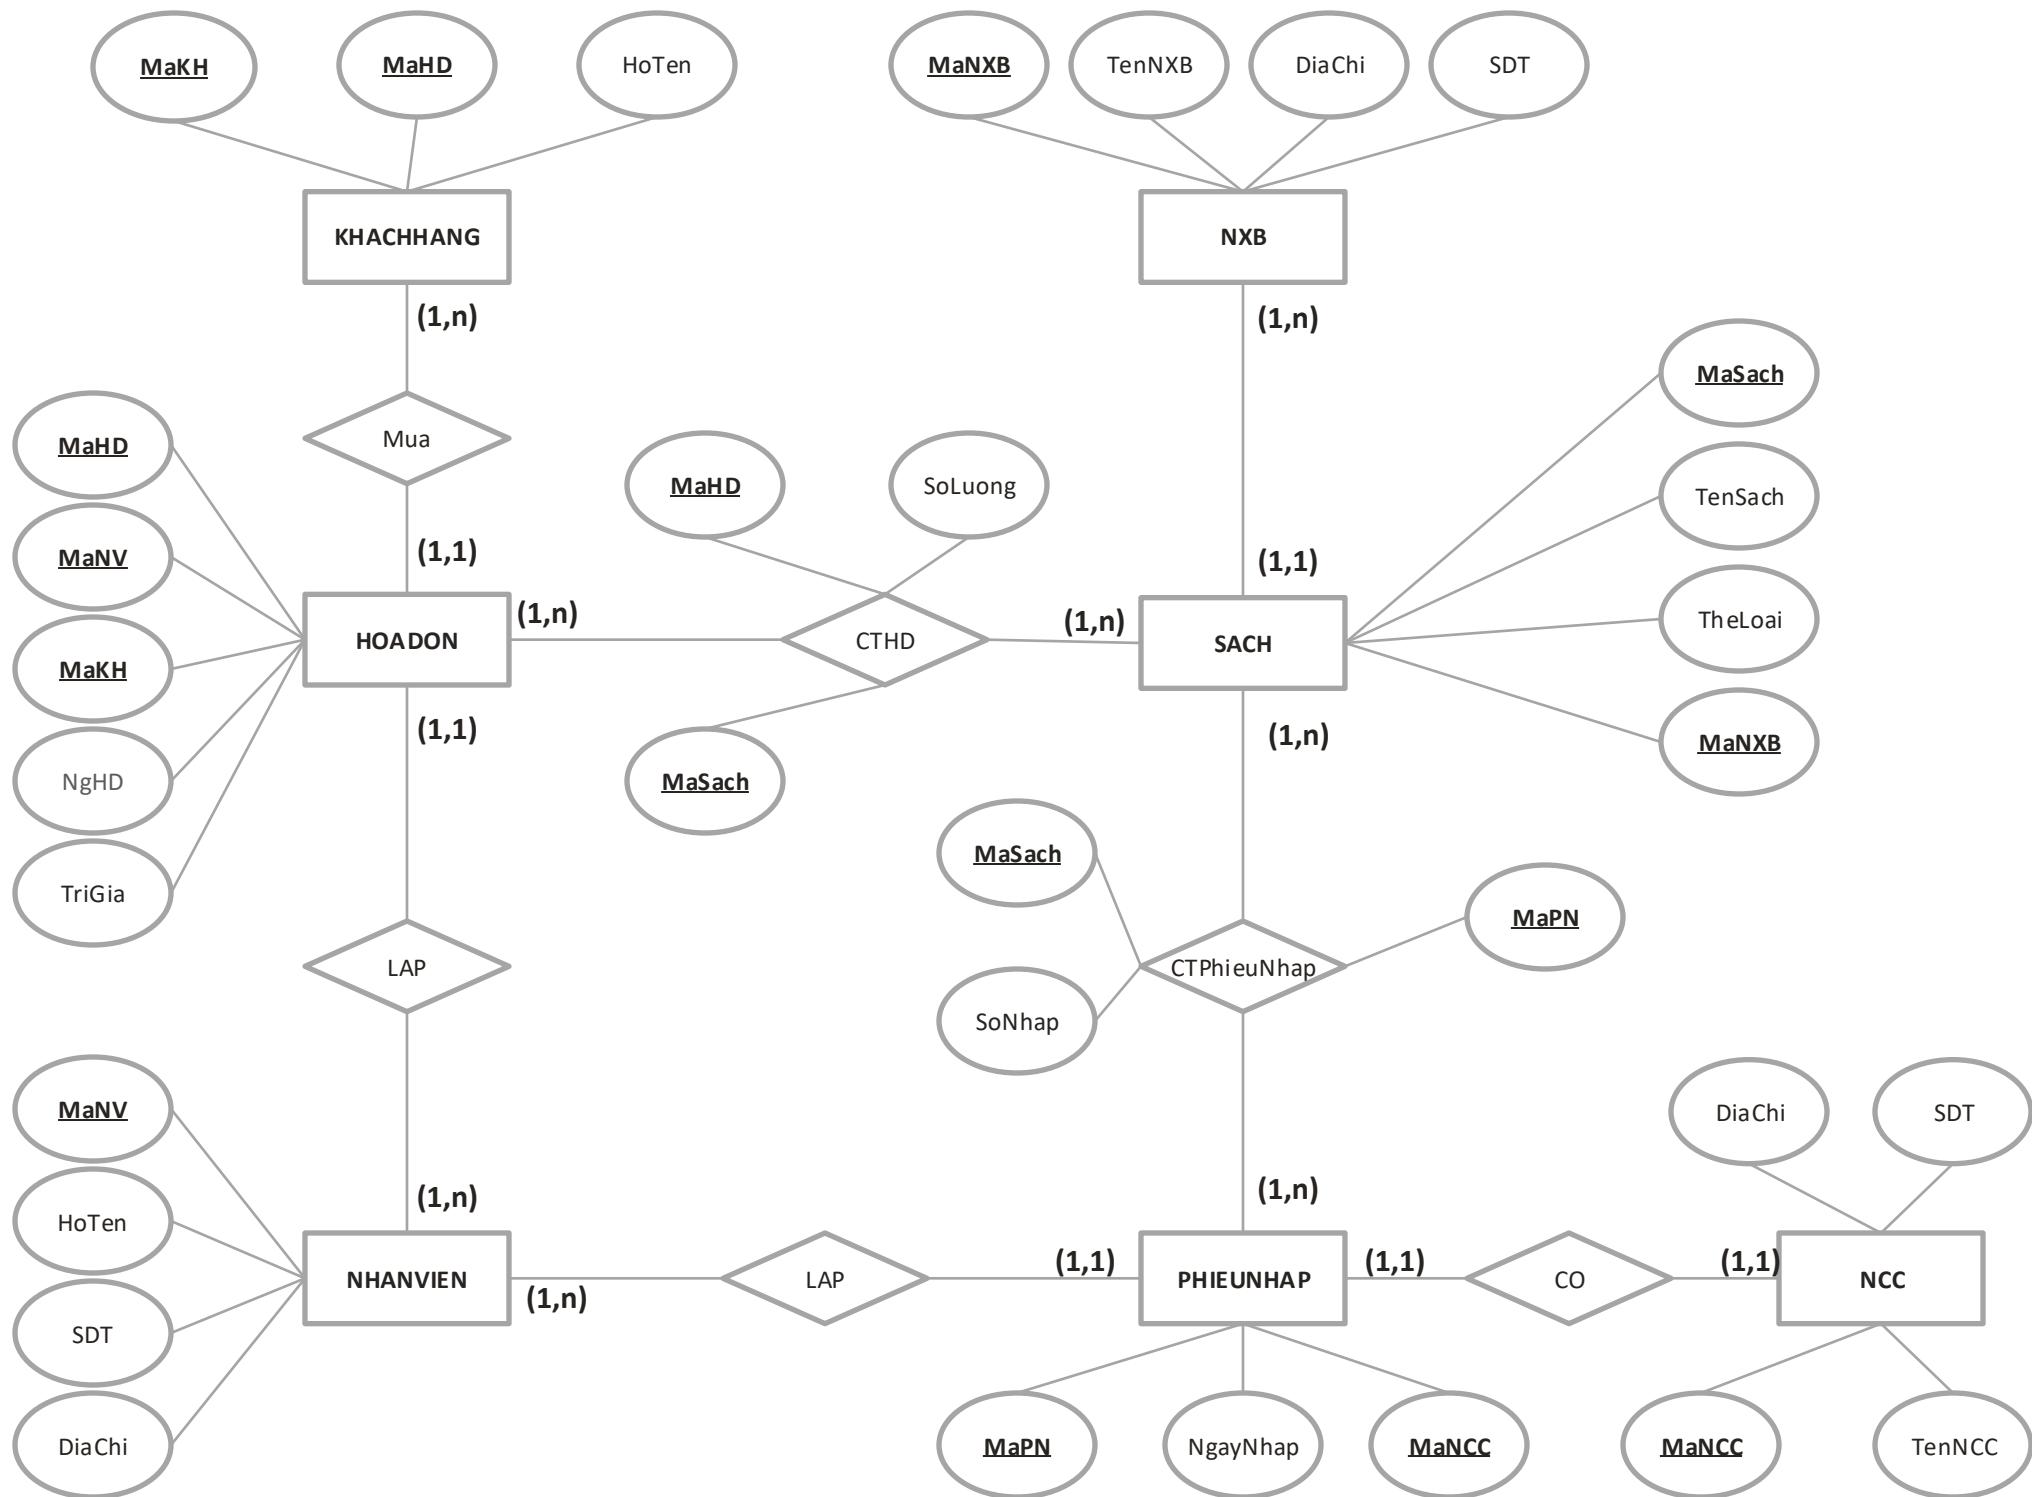 MaKH
MaHD
HoTen
MaNXB
TenNXB
DiaChi
SDT
KHACHHANG
NXB
(1,n)
(1,n)
MaSach
MaHD
Mua
MaHD
SoLuong
TenSach
MaNV
(1,1)
(1,1)
HOADON
(1,n)
CTHD
(1,n)
SACH
TheLoai
MaKH
(1,1)
(1,n)
MaNXB
NgHD
MaSach
TriGia
MaSach
MaPN
LAP
CTPhieuNhap
SoNhap
MaNV
DiaChi
SDT
(1,n)
(1,n)
HoTen
NHANVIEN
(1,n)
LAP
(1,1)
PHIEUNHAP
(1,1)
CO
(1,1)
NCC
SDT
DiaChi
MaPN
NgayNhap
MaNCC
MaNCC
TenNCC